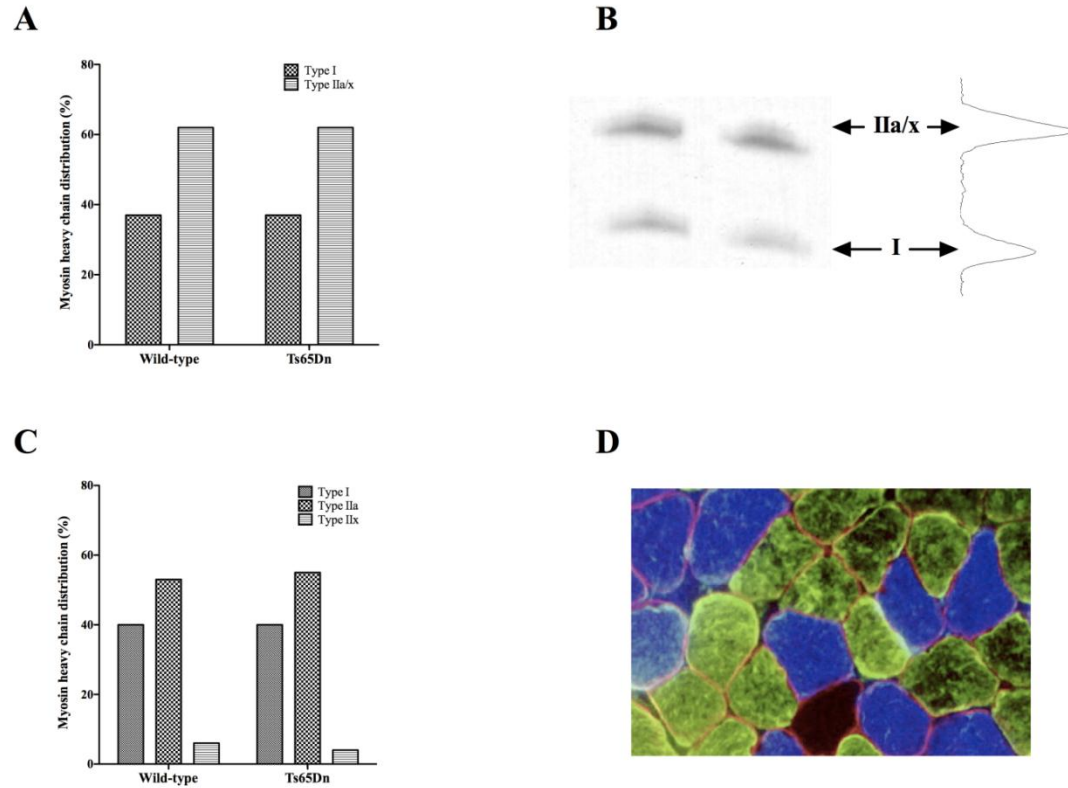 A
Myosin heavy chain distribution (%)
80
60
40
20
0
Type I
Type IIa/x
Wild-type
Ts65Dn
B
IIa/x
I
C
Myosin heavy chain distribution (%)
80
60
40
20
0
Type I
Type IIa
Type IIx
Wild-type
Ts65Dn
D